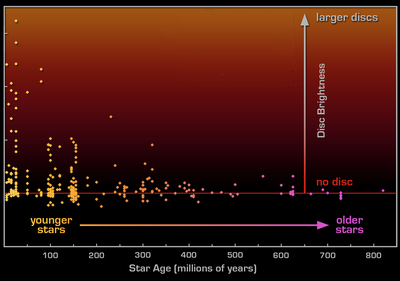 larger discs
Disc Brightness
no disc
younger
stars
older
stars
100 200 300 400 500 600 700 800
Star Age (millions of years)